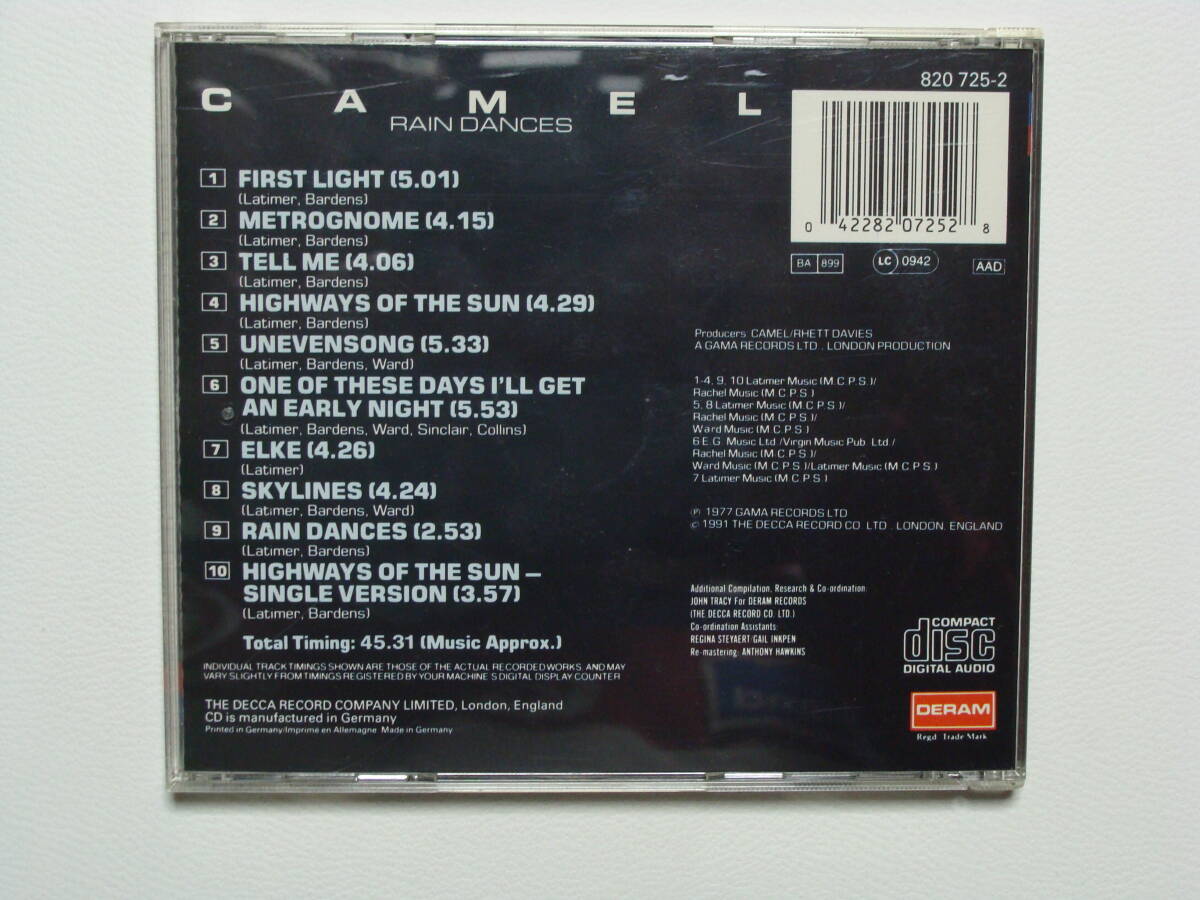 820 725-2
CAMEL
RAIN DANCES
0 42282 07252 8
BA 899
LC 0942
AAD
1 FIRST LIGHT (5.01)
(Latimer, Bardens)
2 METROGNOME (4.15)
(Latimer, Bardens)
3 TELL ME (4.06)
(Latimer, Bardens)
4 HIGHWAYS OF THE SUN (4.29)
(Latimer, Bardens)
5 UNEVENSONG (5.33)
(Latimer, Bardens, Ward)
6 ONE OF THESE DAYS I'LL GET
AN EARLY NIGHT (5.53)
(Latimer, Bardens, Ward, Sinclair, Collins)
7 ELKE (4.26)
(Latimer)
8 SKYLINES (4.24)
(Latimer, Bardens, Ward)
9 RAIN DANCES (2.53)
(Latimer, Bardens)
10 HIGHWAYS OF THE SUN –
SINGLE VERSION (3.57)
(Latimer, Bardens)
Total Timing: 45.31 (Music Approx.)
INDIVIDUAL TRACK TIMINGS SHOWN ARE THOSE OF THE ACTUAL RECORDED WORKS, AND MAY
VARY SLIGHTLY FROM TIMINGS REGISTERED BY YOUR MACHINE'S DIGITAL DISPLAY COUNTER
THE DECCA RECORD COMPANY LIMITED, London, England
CD is manufactured in Germany
Printed in Germany/Imprimé en Allemagne Made in Germany
Producers: CAMEL/RHETT DAVIES
A GAMA RECORDS LTD., LONDON PRODUCTION
1-4, 9, 10 Latimer Music (M.C.P.S.)/
Rachel Music (M.C.P.S.)
5, 8 Latimer Music (M.C.P.S.)/
Rachel Music (M.C.P.S.)/
Ward Music (M.C.P.S.)
6 E.G. Music Ltd./Virgin Music Pub. Ltd./
Rachel Music (M.C.P.S.)/
Ward Music (M.C.P.S.)/Latimer Music (M.C.P.S.)
7 Latimer Music (M.C.P.S.)
℗ 1977 GAMA RECORDS LTD
© 1991 THE DECCA RECORD CO. LTD., LONDON, ENGLAND
Additional Compilation, Research & Co-ordination:
JOHN TRACY For DERAM RECORDS
(THE DECCA RECORD CO. LTD.)
Co-ordination Assistants:
REGINA STEYAERT/GAIL INKPEN
Re-mastering: ANTHONY HAWKINS
COMPACT
disc
DIGITAL AUDIO
DERAM
Regd. Trade Mark